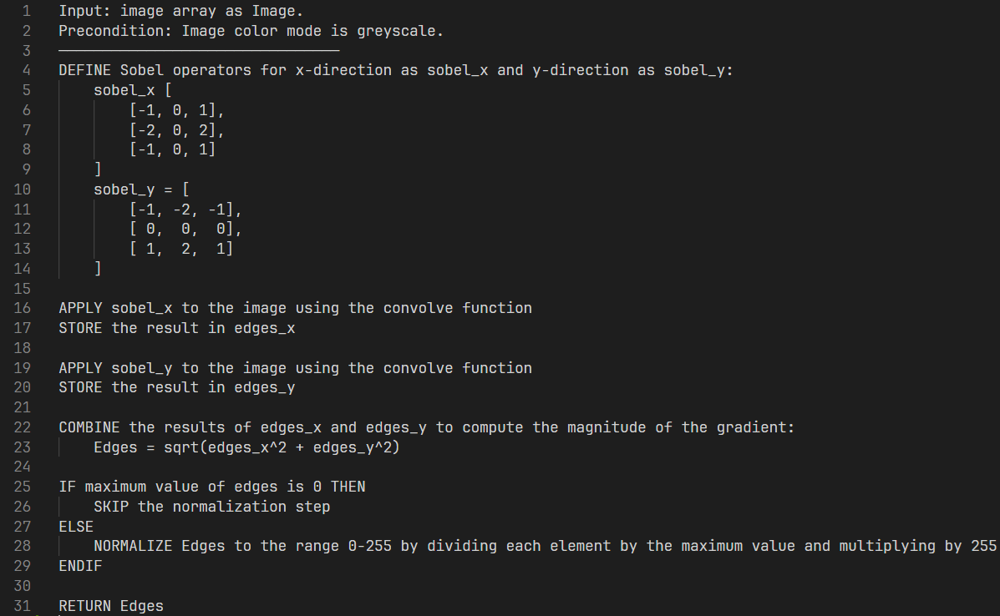 1 Input: image array as Image.
2 Precondition: Image color mode is greyscale.
3 ────────────────────────────────
4 DEFINE Sobel operators for x-direction as sobel_x and y-direction as sobel_y:
5     sobel_x [
6         [-1, 0, 1],
7         [-2, 0, 2],
8         [-1, 0, 1]
9     ]
10     sobel_y = [
11         [-1, -2, -1],
12         [ 0,  0,  0],
13         [ 1,  2,  1]
14     ]
15
16 APPLY sobel_x to the image using the convolve function
17 STORE the result in edges_x
18
19 APPLY sobel_y to the image using the convolve function
20 STORE the result in edges_y
21
22 COMBINE the results of edges_x and edges_y to compute the magnitude of the gradient:
23     Edges = sqrt(edges_x^2 + edges_y^2)
24
25 IF maximum value of edges is 0 THEN
26     SKIP the normalization step
27 ELSE
28     NORMALIZE Edges to the range 0-255 by dividing each element by the maximum value and multiplying by 255
29 ENDIF
30
31 RETURN Edges